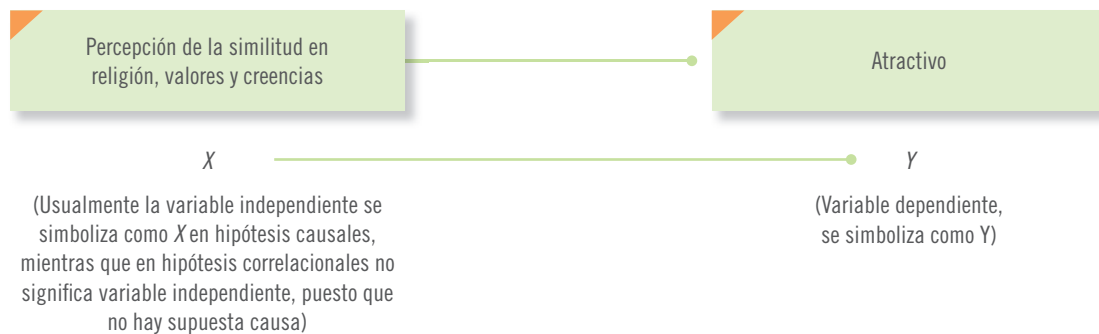 Percepción de la similitud en
religión, valores y creencias
Atractivo
X
Y
(Usualmente la variable independiente se
simboliza como X en hipótesis causales,
mientras que en hipótesis correlacionales no
significa variable independiente, puesto que
no hay supuesta causa)
(Variable dependiente,
se simboliza como Y)